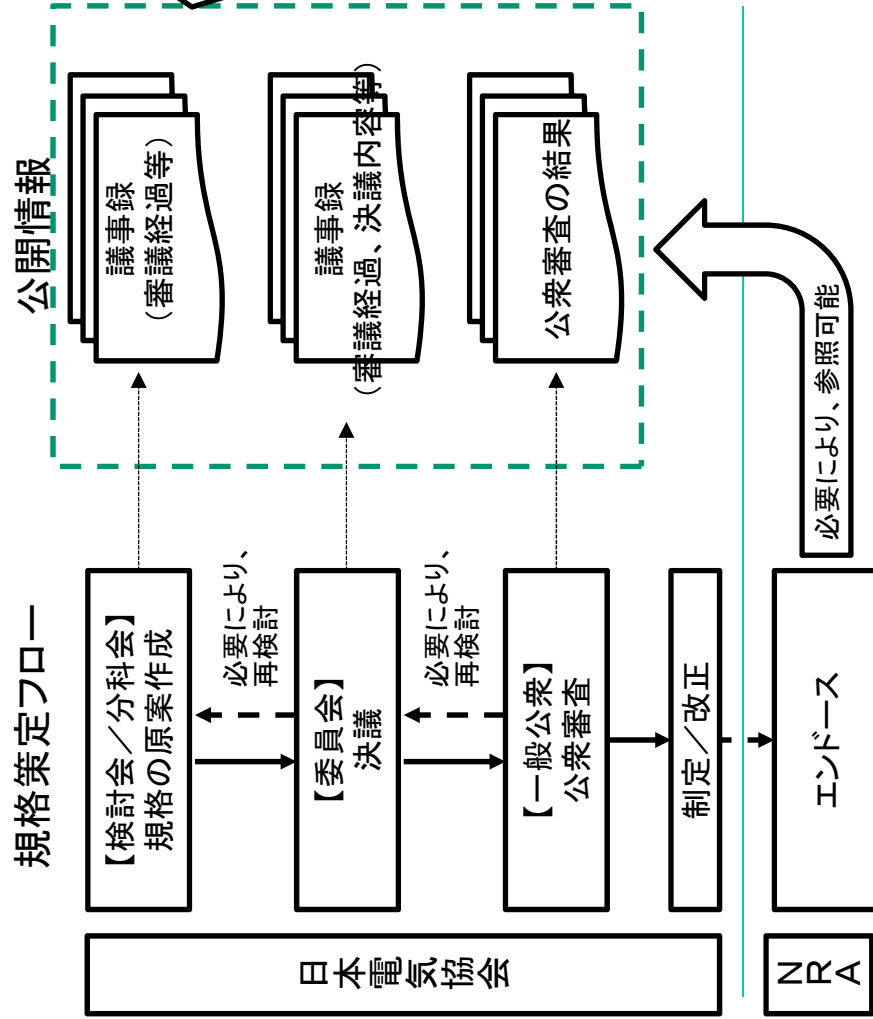 規格策定フロー
公開情報
日本電気協会
【検討会／分科会】
規格の原案作成
必要により、
再検討
【委員会】
決議
必要により、
再検討
【一般公衆】
公衆審査
制定／改正
議事録
（審議経過等）
議事録
（審議経過、決議内容等）
公衆審査の結果
NRA
エンドース
必要により、参照可能